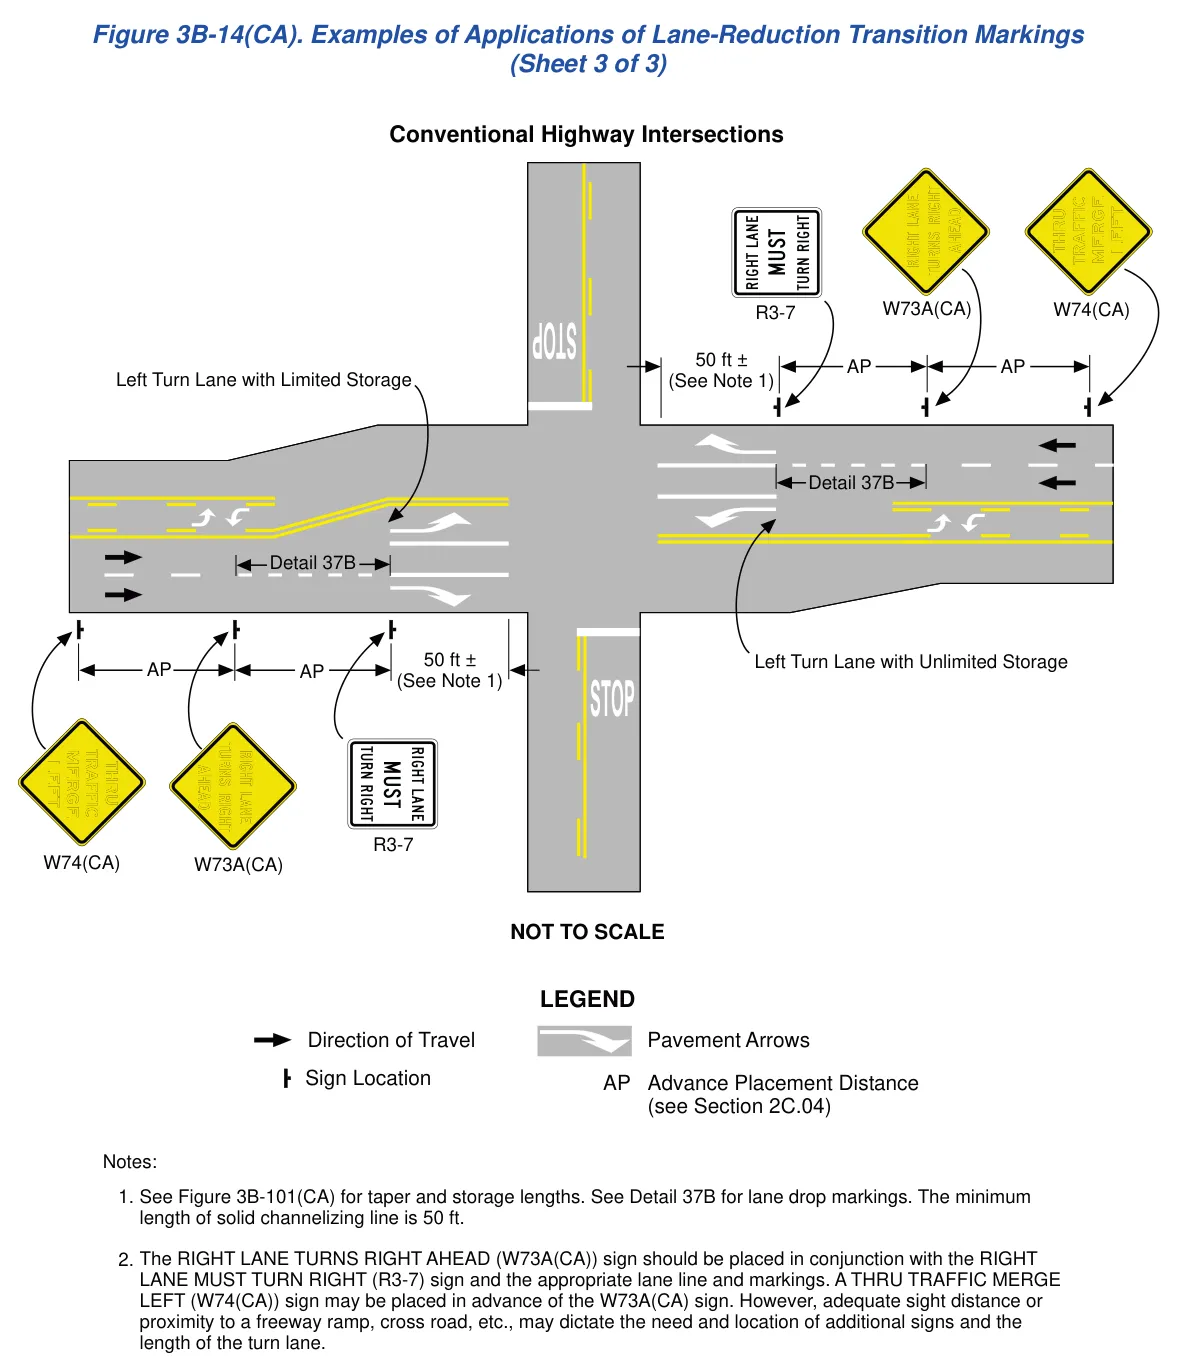 Figure 3B-14(CA). Examples of Applications of Lane-Reduction Transition Markings
(Sheet 3 of 3)
Conventional Highway Intersections
RIGHT LANE
MUST
TURN RIGHT
R3-7
RIGHT LANE
TURNS RIGHT
AHEAD
W73A(CA)
THRU
TRAFFIC
MERGE
LEFT
W74(CA)
STOP
50 ft ±
(See Note 1)
AP
AP
Left Turn Lane with Limited Storage
Detail 37B
Detail 37B
Left Turn Lane with Unlimited Storage
AP
AP
50 ft ±
(See Note 1)
STOP
THRU
TRAFFIC
MERGE
LEFT
W74(CA)
RIGHT LANE
TURNS RIGHT
AHEAD
W73A(CA)
RIGHT LANE
MUST
TURN RIGHT
R3-7
NOT TO SCALE
LEGEND
Direction of Travel
Pavement Arrows
Sign Location
AP Advance Placement Distance
(see Section 2C.04)
Notes:
1. See Figure 3B-101(CA) for taper and storage lengths. See Detail 37B for lane drop markings. The minimum
length of solid channelizing line is 50 ft.
2. The RIGHT LANE TURNS RIGHT AHEAD (W73A(CA)) sign should be placed in conjunction with the RIGHT
LANE MUST TURN RIGHT (R3-7) sign and the appropriate lane line and markings. A THRU TRAFFIC MERGE
LEFT (W74(CA)) sign may be placed in advance of the W73A(CA) sign. However, adequate sight distance or
proximity to a freeway ramp, cross road, etc., may dictate the need and location of additional signs and the
length of the turn lane.